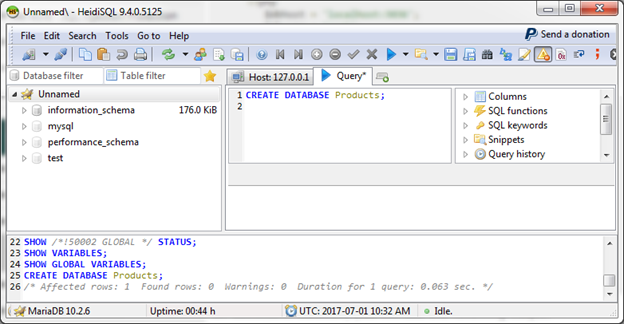 Unnamed\ - HeidiSQL 9.4.0.5125
File Edit Search Tools Go to Help
Send a donation
Database filter Table filter
Host: 127.0.0.1 Query*
Unnamed
information_schema 176.0 KiB
mysql
performance_schema
test
1 CREATE DATABASE Products;
2
Columns
SQL functions
SQL keywords
Snippets
Query history
22 SHOW /*!50002 GLOBAL */ STATUS;
23 SHOW VARIABLES;
24 SHOW GLOBAL VARIABLES;
25 CREATE DATABASE Products;
26 /* Affected rows: 1 Found rows: 0 Warnings: 0 Duration for 1 query: 0.063 sec. */
MariaDB 10.2.6 Uptime: 00:44 h UTC: 2017-07-01 10:32 AM Idle.